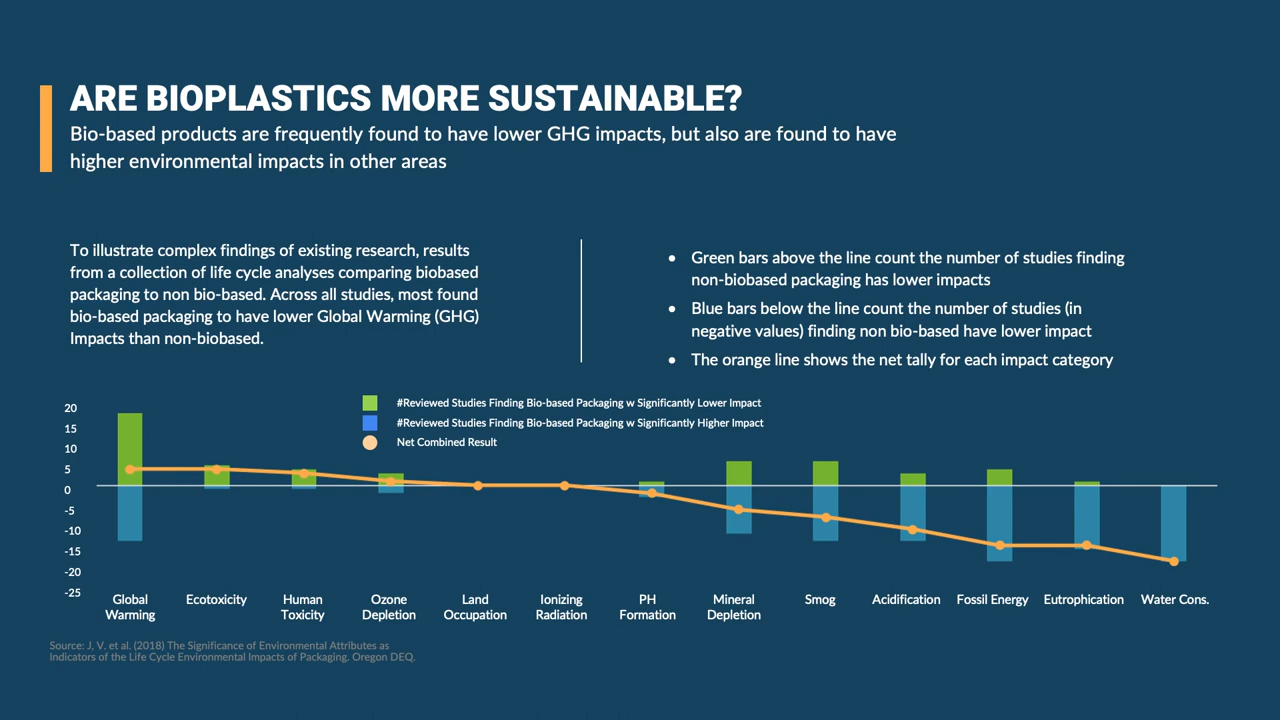 ARE BIOPLASTICS MORE SUSTAINABLE?
Bio-based products are frequently found to have lower GHG impacts, but also are found to have
higher environmental impacts in other areas
To illustrate complex findings of existing research, results
from a collection of life cycle analyses comparing biobased
packaging to non bio-based. Across all studies, most found
bio-based packaging to have lower Global Warming (GHG)
Impacts than non-biobased.
• Green bars above the line count the number of studies finding
non-biobased packaging has lower impacts
• Blue bars below the line count the number of studies (in
negative values) finding non bio-based have lower impact
• The orange line shows the net tally for each impact category
#Reviewed Studies Finding Bio-based Packaging w Significantly Lower Impact
#Reviewed Studies Finding Bio-based Packaging w Significantly Higher Impact
Net Combined Result
20
15
10
5
0
-5
-10
-15
-20
-25
Global
Warming
Ecotoxicity
Human
Toxicity
Ozone
Depletion
Land
Occupation
Ionizing
Radiation
PH
Formation
Mineral
Depletion
Smog
Acidification
Fossil Energy
Eutrophication
Water Cons.
Source: J, V. et al. (2018) The Significance of Environmental Attributes as
Indicators of the Life Cycle Environmental Impacts of Packaging. Oregon DEQ.